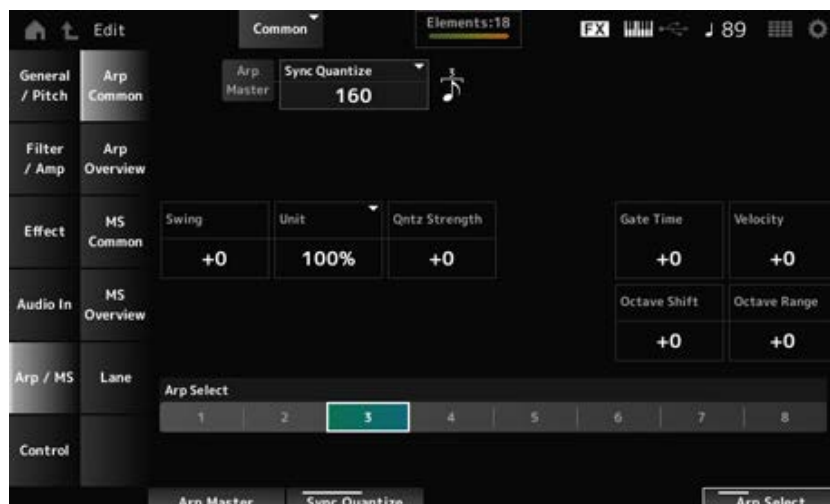 Edit
Common
Elements:18
FX
89
General / Pitch
Filter / Amp
Effect
Audio In
Arp / MS
Control
Arp Common
Arp Overview
MS Common
MS Overview
Lane
Arp Master
Sync Quantize
160
3
Swing
+0
Unit
100%
Qntz Strength
+0
Gate Time
+0
Velocity
+0
Octave Shift
+0
Octave Range
+0
Arp Select
1 2 3 4 5 6 7 8
Arp Master
Sync Quantize
Arp Select